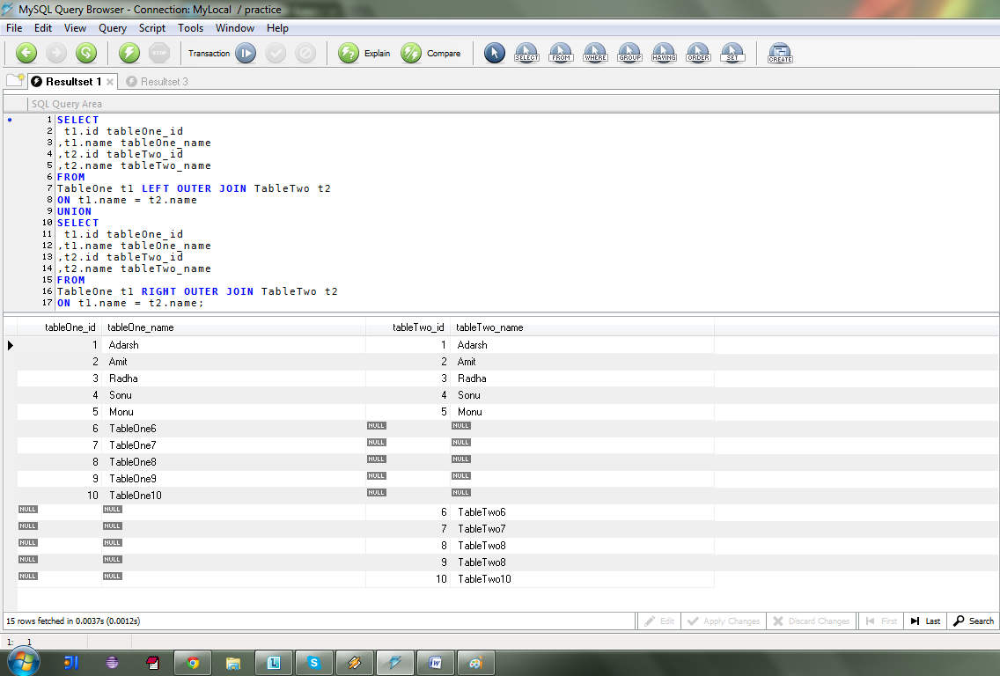 MySQL Query Browser - Connection: MyLocal / practice
File Edit View Query Script Tools Window Help
STOP Transaction Explain Compare SELECT FROM WHERE GROUP HAVING ORDER SET CREATE
Resultset 1 Resultset 3
SQL Query Area
1 SELECT
2 t1.id tableOne_id
3 ,t1.name tableOne_name
4 ,t2.id tableTwo_id
5 ,t2.name tableTwo_name
6 FROM
7 TableOne t1 LEFT OUTER JOIN TableTwo t2
8 ON t1.name = t2.name
9 UNION
10 SELECT
11 t1.id tableOne_id
12 ,t1.name tableOne_name
13 ,t2.id tableTwo_id
14 ,t2.name tableTwo_name
15 FROM
16 TableOne t1 RIGHT OUTER JOIN TableTwo t2
17 ON t1.name = t2.name;
tableOne_id tableOne_name tableTwo_id tableTwo_name
1 Adarsh 1 Adarsh
2 Amit 2 Amit
3 Radha 3 Radha
4 Sonu 4 Sonu
5 Monu 5 Monu
6 TableOne6 NULL NULL
7 TableOne7 NULL NULL
8 TableOne8 NULL NULL
9 TableOne9 NULL NULL
10 TableOne10 NULL NULL
NULL NULL 6 TableTwo6
NULL NULL 7 TableTwo7
NULL NULL 8 TableTwo8
NULL NULL 9 TableTwo8
NULL NULL 10 TableTwo10
15 rows fetched in 0.0037s (0.0012s) Edit Apply Changes Discard Changes First Last Search
1: 1